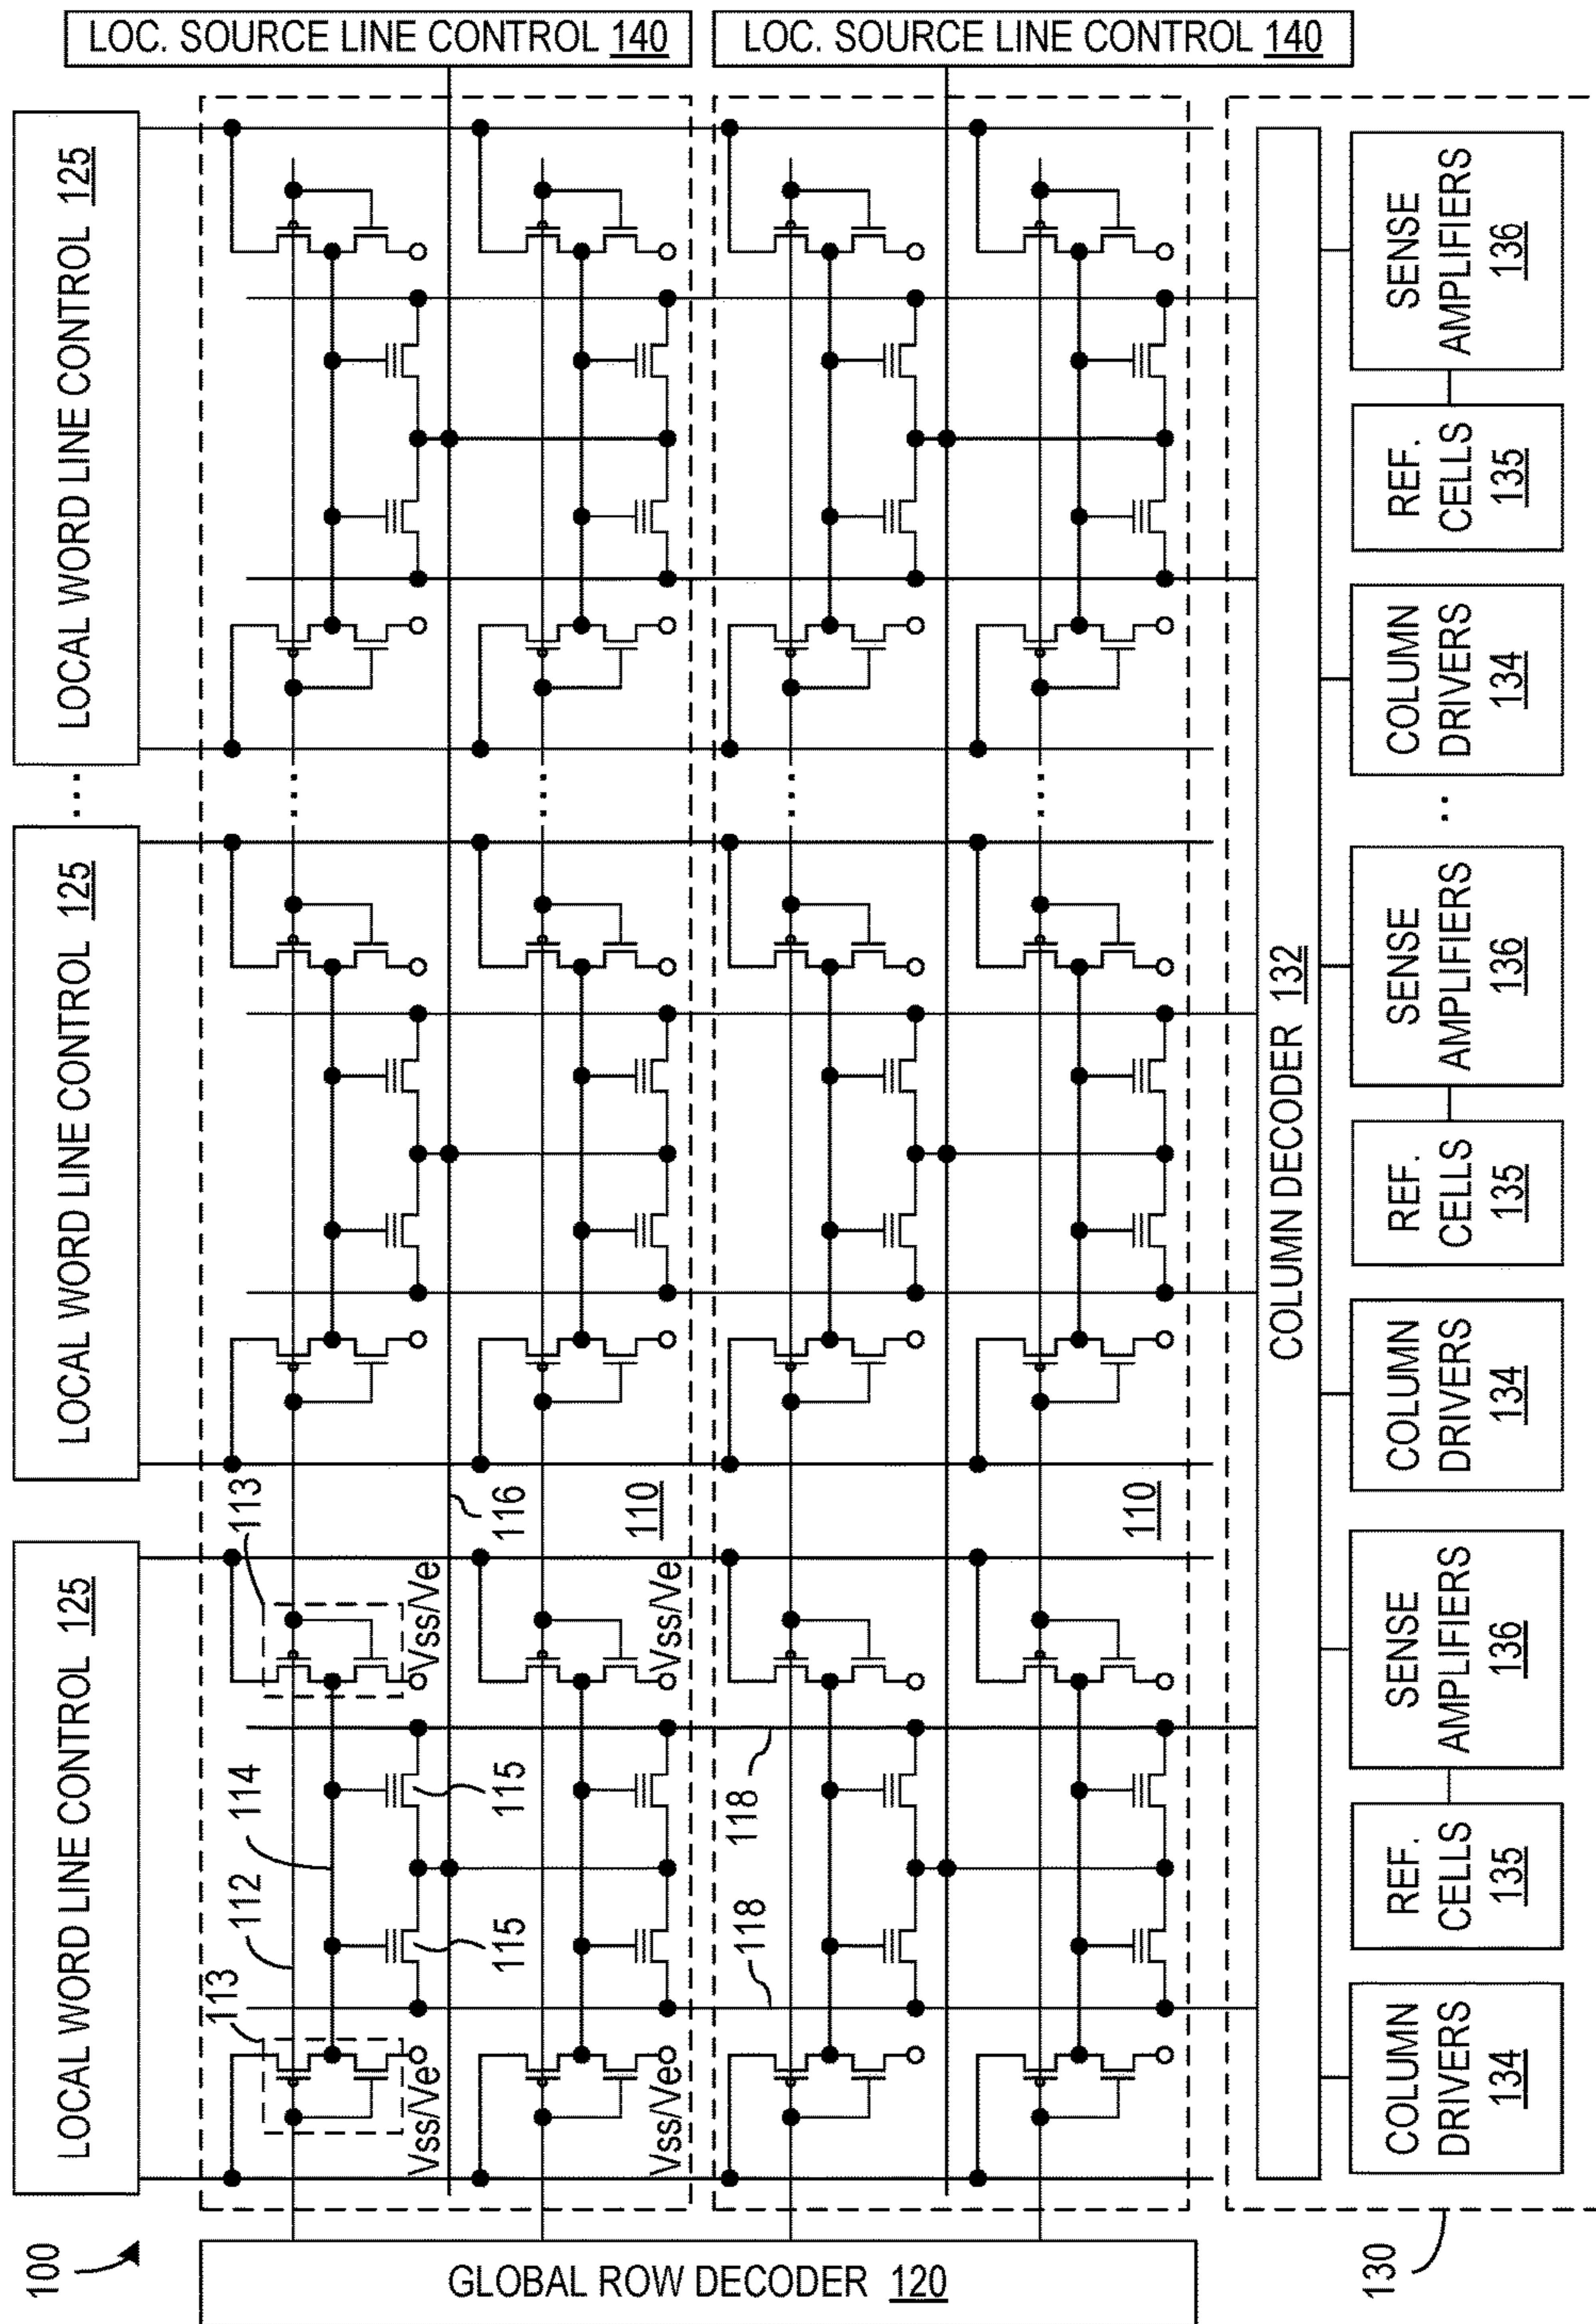 100
LOCAL WORD LINE CONTROL 125
LOCAL WORD LINE CONTROL 125
...
LOCAL WORD LINE CONTROL 125
LOC. SOURCE LINE CONTROL 140
LOC. SOURCE LINE CONTROL 140
GLOBAL ROW DECODER 120
113
112
114
113
Vss/Ve
Vss/Ve
115
115
116
...
Vss/Ve
Vss/Ve
110
...
118
118
...
110
...
130
COLUMN DECODER 132
COLUMN
DRIVERS
134
REF.
CELLS
135
SENSE
AMPLIFIERS
136
COLUMN
DRIVERS
134
REF.
CELLS
135
SENSE
AMPLIFIERS
136
..
COLUMN
DRIVERS
134
REF.
CELLS
135
SENSE
AMPLIFIERS
136